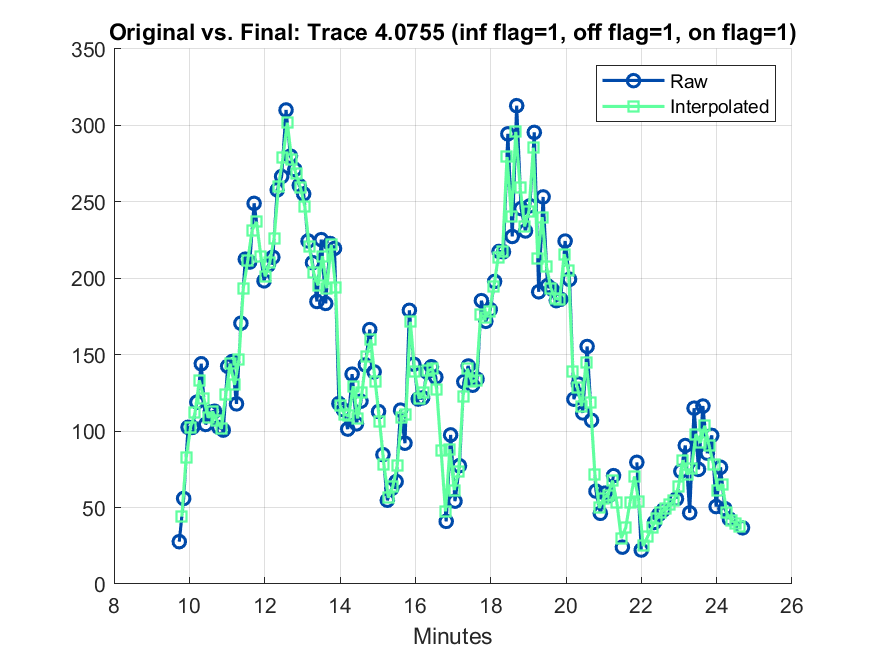 Original vs. Final: Trace 4.0755 (inf flag=1, off flag=1, on flag=1)
350
300
250
200
150
100
50
0
Raw
Interpolated
8 10 12 14 16 18 20 22 24 26
Minutes